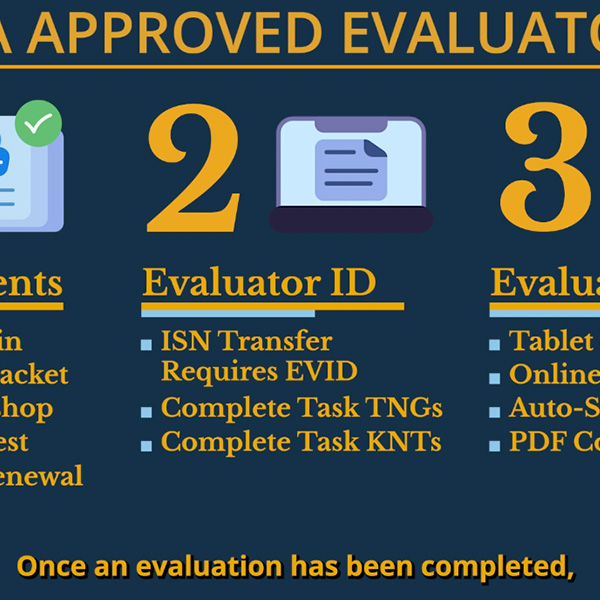 A APPROVED EVALUATO
2
3
ents
Evaluator ID
Evalua
in
acket
shop
est
enewal
ISN Transfer
Requires EVID
Complete Task TNGs
Complete Task KNTs
Tablet
Online
Auto-S
PDF Co
Once an evaluation has been completed,